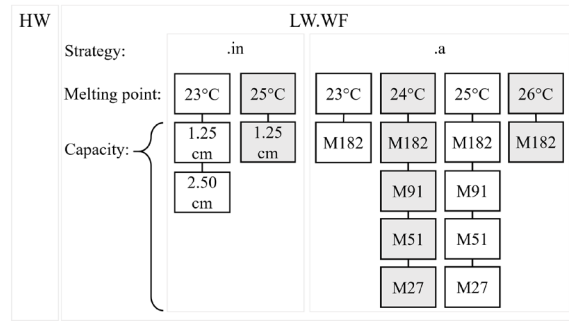 HW LW.WF
Strategy: .in .a
Melting point: 23°C 25°C 23°C 24°C 25°C 26°C
Capacity: 1.25 cm 1.25 cm M182 M182 M182 M182
2.50 cm M91 M91
M51 M51
M27 M27